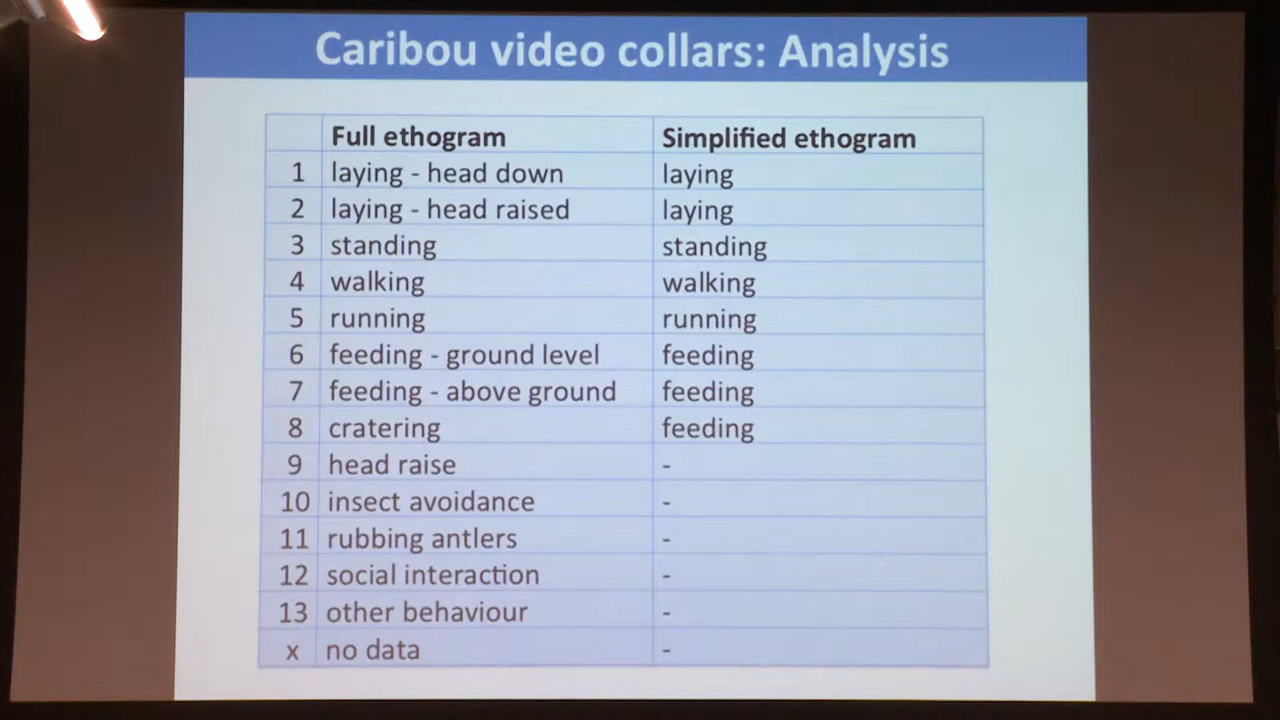 Caribou video collars: Analysis
Full ethogram Simplified ethogram
1 laying - head down laying
2 laying - head raised laying
3 standing standing
4 walking walking
5 running running
6 feeding - ground level feeding
7 feeding - above ground feeding
8 cratering feeding
9 head raise -
10 insect avoidance -
11 rubbing antlers -
12 social interaction -
13 other behaviour -
x no data -